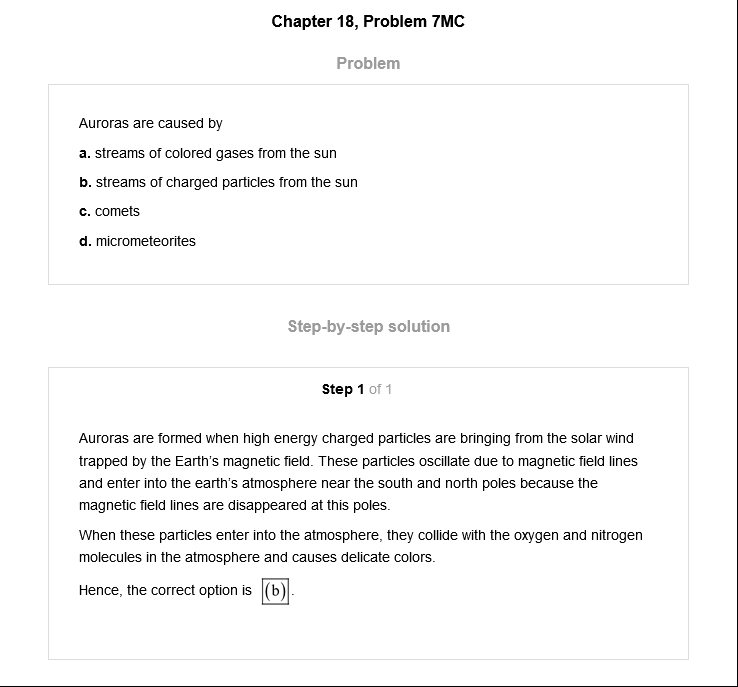 Chapter 18, Problem 7MC
Problem
Auroras are caused by
a. streams of colored gases from the sun
b. streams of charged particles from the sun
c. comets
d. micrometeorites
Step-by-step solution
Step 1 of 1
Auroras are formed when high energy charged particles are bringing from the solar wind
trapped by the Earth's magnetic field. These particles oscillate due to magnetic field lines
and enter into the earth's atmosphere near the south and north poles because the
magnetic field lines are disappeared at this poles.
When these particles enter into the atmosphere, they collide with the oxygen and nitrogen
molecules in the atmosphere and causes delicate colors.
Hence, the correct option is (b).